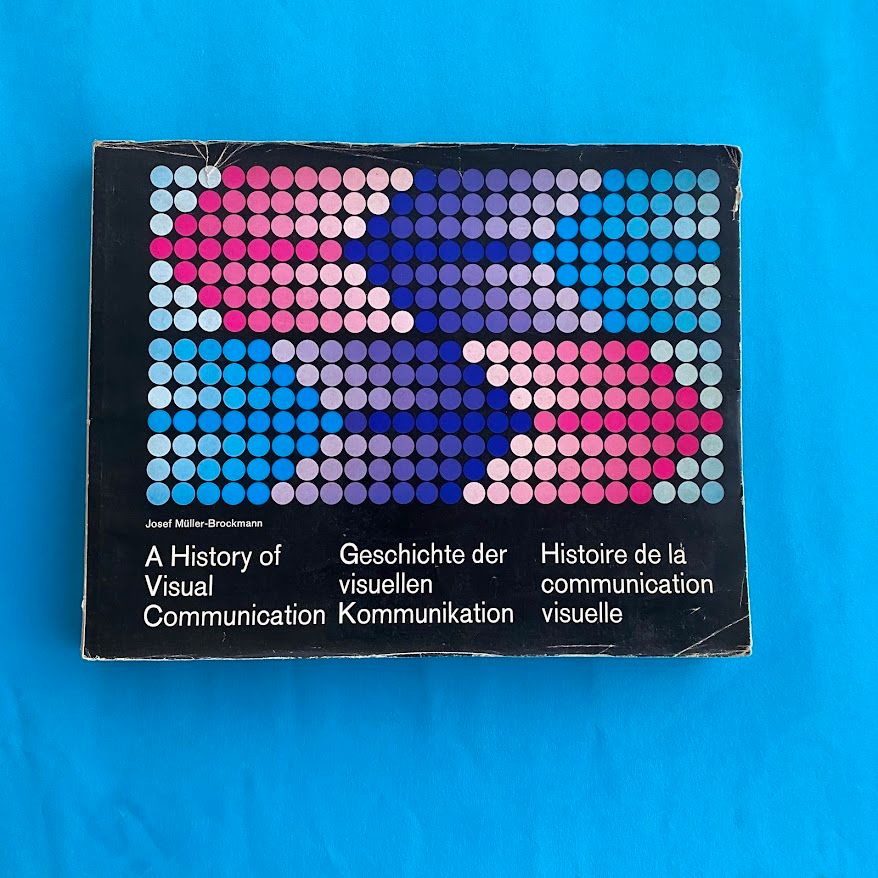 Josef Müller-Brockmann
A History of
Visual
Communication
Geschichte der
visuellen
Kommunikation
Histoire de la
communication
visuelle